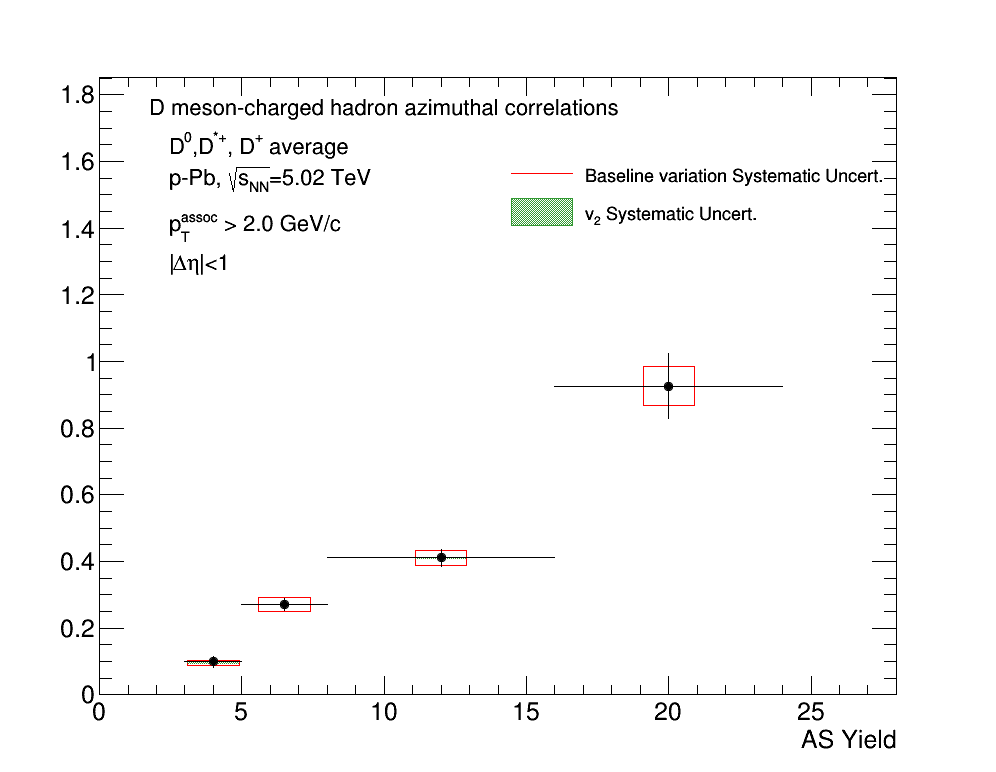 D meson-charged hadron azimuthal correlations
D⁰,D*⁺, D⁺ average
p-Pb, √s_NN=5.02 TeV
p_T^assoc > 2.0 GeV/c
|Δη|<1
Baseline variation Systematic Uncert.
v₂ Systematic Uncert.
1.8
1.6
1.4
1.2
1
0.8
0.6
0.4
0.2
0
0 5 10 15 20 25
AS Yield